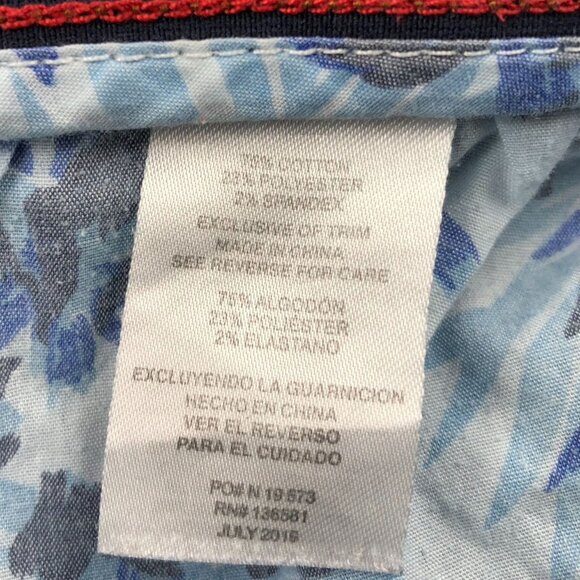 75% COTTON
23% POLYESTER
2% SPANDEX
EXCLUSIVE OF TRIM
MADE IN CHINA
SEE REVERSE FOR CARE
75% ALGODÓN
23% POLIÉSTER
2% ELASTANO
EXCLUYENDO LA GUARNICION
HECHO EN CHINA
VER EL REVERSO
PARA EL CUIDADO
PO# N 19573
RN# 136581
JULY 2016